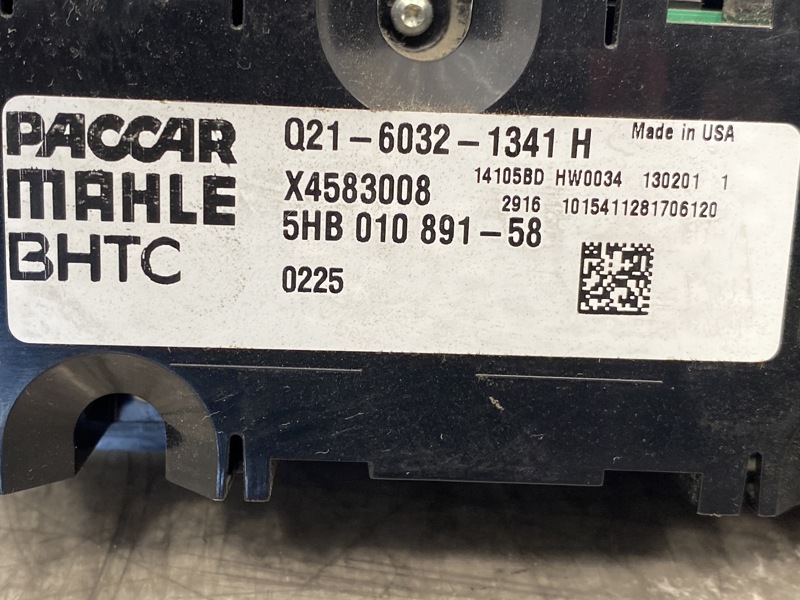 PACCAR
MAHLE
BHTC
Q21-6032-1341 H
Made in USA
X4583008
14105BD HW0034 130201 1
5HB 010 891-58
2916 1015411281706120
0225